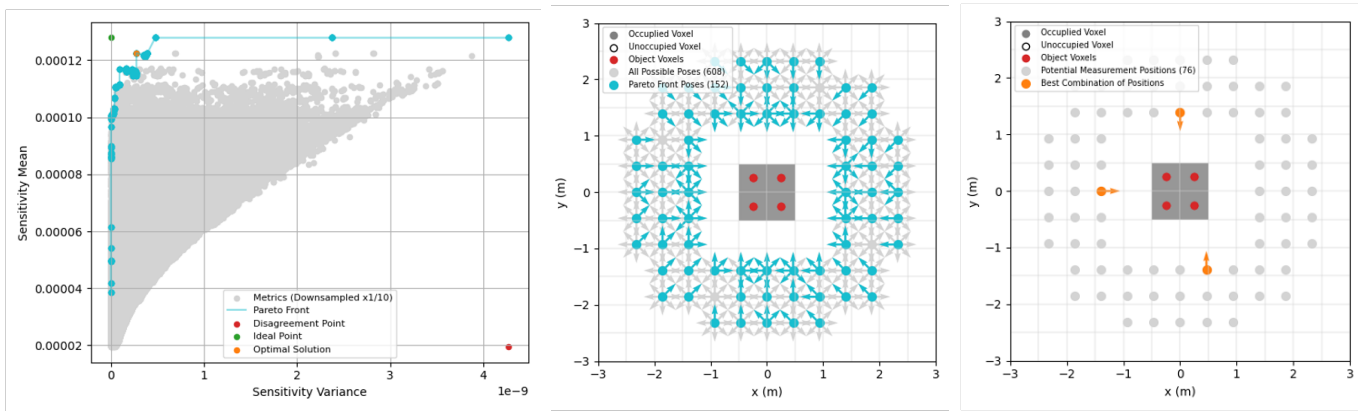 0.00012
0.00010
0.00008
0.00006
0.00004
0.00002
Sensitivity Mean
Metrics (Downsampled x1/10)
Pareto Front
Disagreement Point
Ideal Point
Optimal Solution
0 1 2 3 4
1e−9
Sensitivity Variance
3
2
1
0
−1
−2
−3
y (m)
Occuplied Voxel
Unoccupied Voxel
Object Voxels
All Possible Poses (608)
Pareto Front Poses (152)
−3 −2 −1 0 1 2 3
x (m)
3
2
1
0
−1
−2
−3
y (m)
Occuplied Voxel
Unoccupied Voxel
Object Voxels
Potential Measurement Positions (76)
Best Combination of Positions
−3 −2 −1 0 1 2 3
x (m)